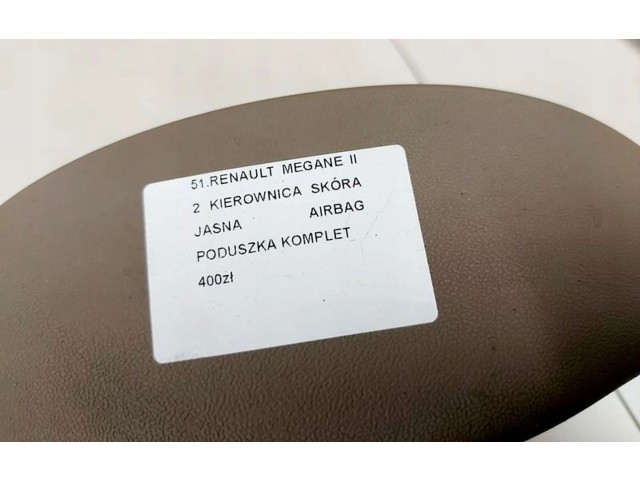 51.RENAULT MEGANE II
2 KIEROWNICA SKÓRA
JASNA AIRBAG
PODUSZKA KOMPLET
400zł